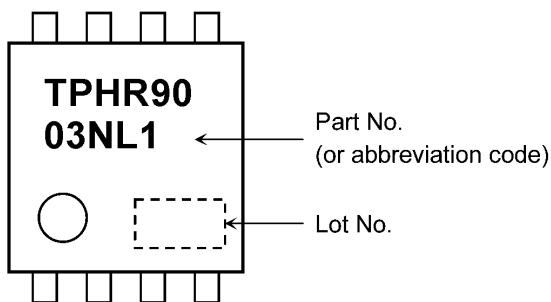 TPHR90
03NL1
Part No.
(or abbreviation code)
Lot No.